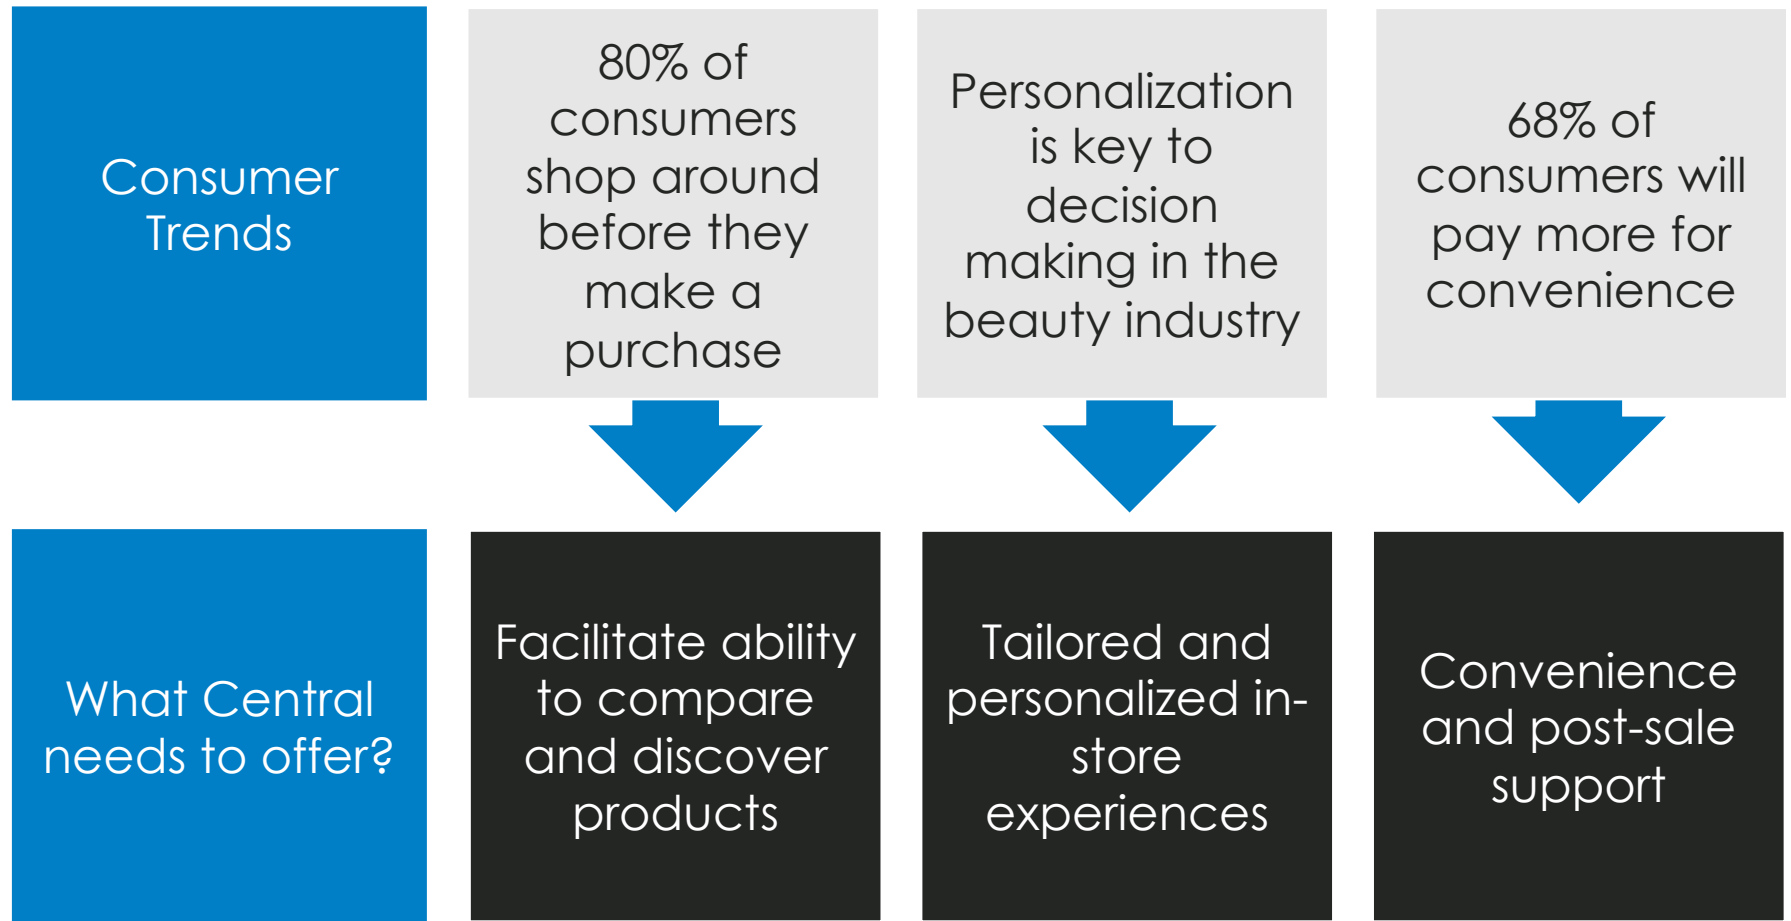 Consumer
Trends
80% of
consumers
shop around
before they
make a
purchase
Personalization
is key to
decision
making in the
beauty industry
68% of
consumers will
pay more for
convenience
What Central
needs to offer?
Facilitate ability
to compare
and discover
products
Tailored and
personalized in-
store
experiences
Convenience
and post-sale
support